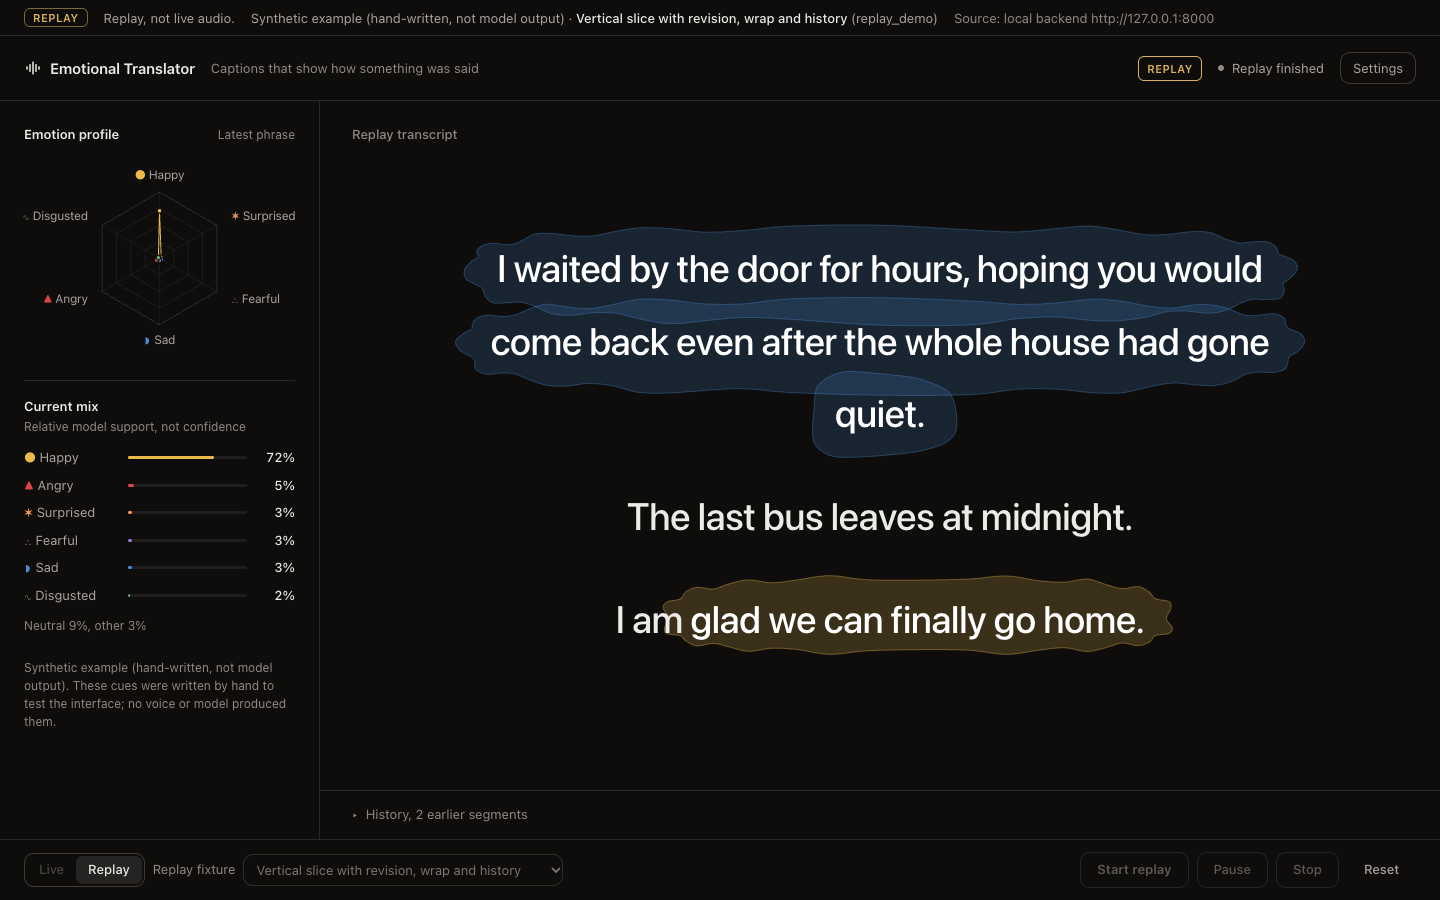 REPLAY Replay, not live audio. Synthetic example (hand-written, not model output) · Vertical slice with revision, wrap and history (replay_demo) Source: local backend http://127.0.0.1:8000
Emotional Translator Captions that show how something was said REPLAY Replay finished Settings
Emotion profile Latest phrase
Happy
Disgusted Surprised
Angry Fearful
Sad
Current mix
Relative model support, not confidence
Happy 72%
Angry 5%
Surprised 3%
Fearful 3%
Sad 3%
Disgusted 2%
Neutral 9%, other 3%
Synthetic example (hand-written, not model
output). These cues were written by hand to
test the interface; no voice or model produced
them.
Replay transcript
I waited by the door for hours, hoping you would
come back even after the whole house had gone
quiet.
The last bus leaves at midnight.
I am glad we can finally go home.
History, 2 earlier segments
Live Replay Replay fixture Vertical slice with revision, wrap and history Start replay Pause Stop Reset